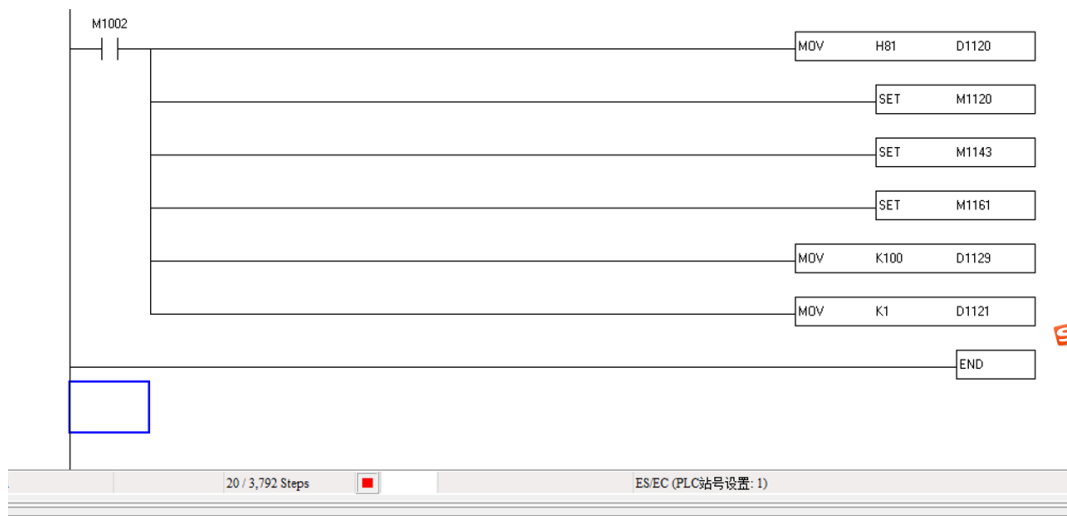 M1002
MOV H81 D1120
SET M1120
SET M1143
SET M1161
MOV K100 D1129
MOV K1 D1121
END
20 / 3,792 Steps ES/EC (PLC站号设置: 1)